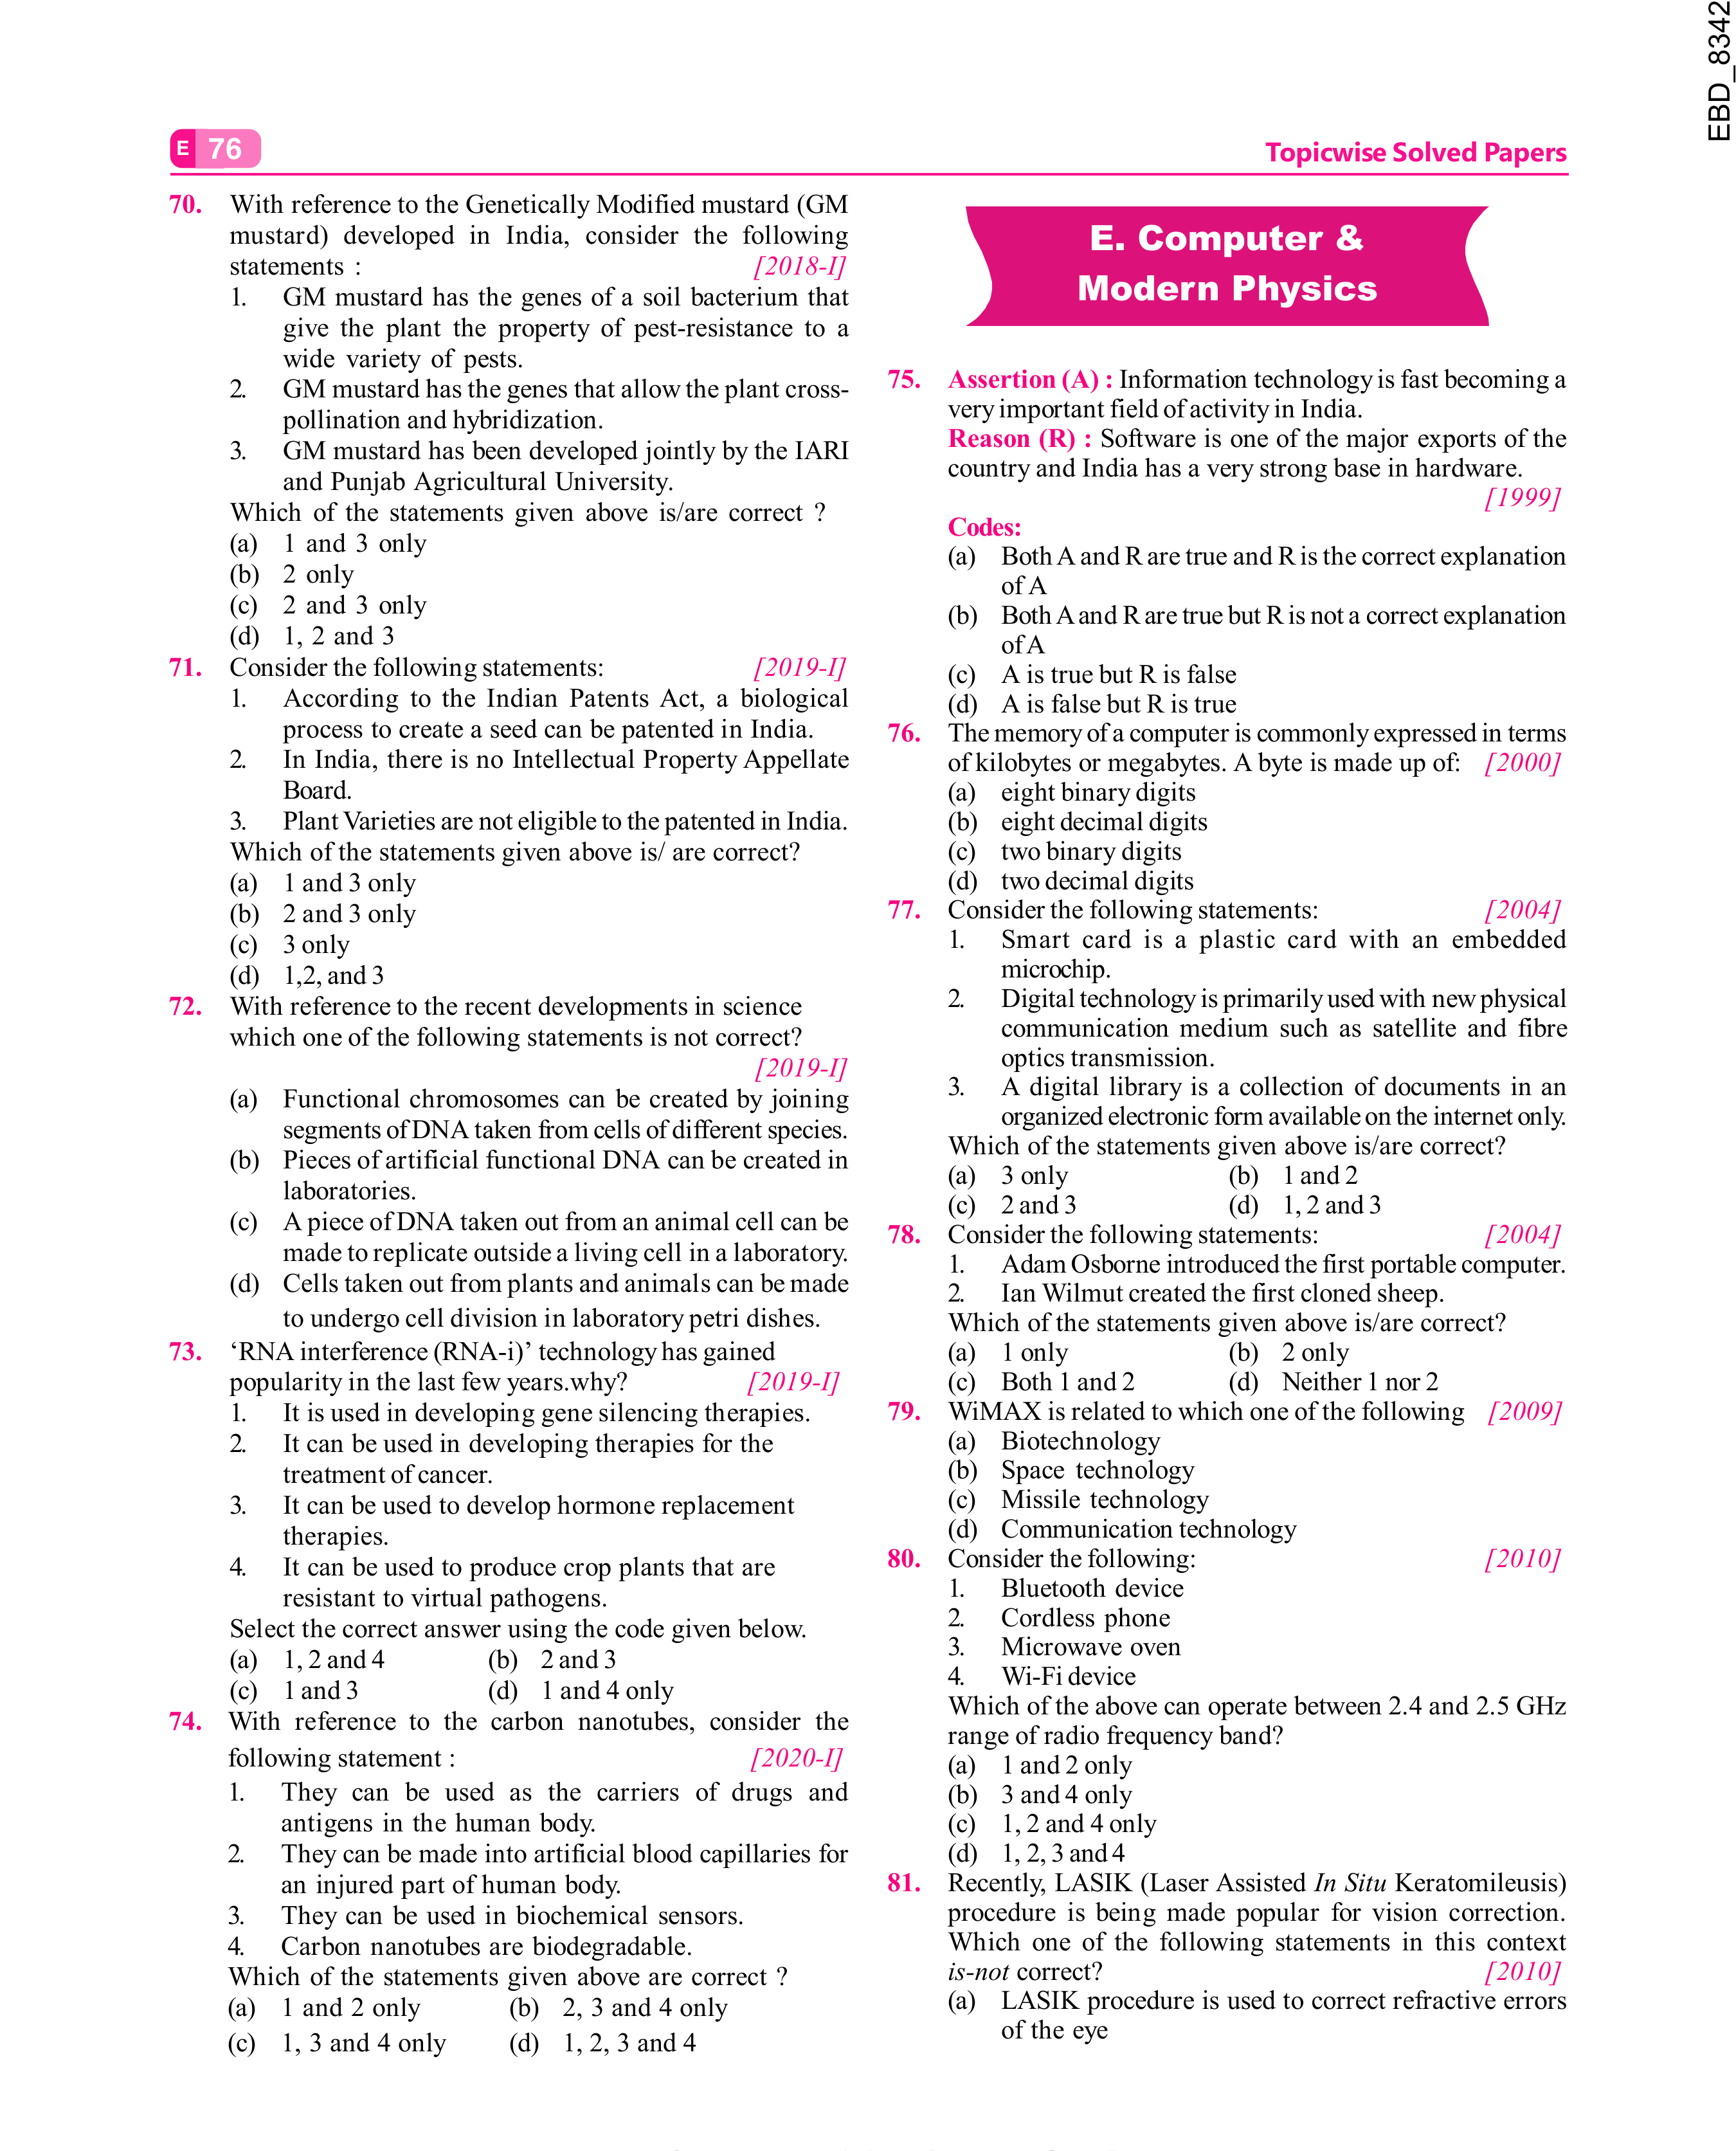 EBD_8342
E 76
Topicwise Solved Papers
70. With reference to the Genetically Modified mustard (GM
mustard) developed in India, consider the following
statements : [2018-I]
1. GM mustard has the genes of a soil bacterium that
give the plant the property of pest-resistance to a
wide variety of pests.
2. GM mustard has the genes that allow the plant cross-
pollination and hybridization.
3. GM mustard has been developed jointly by the IARI
and Punjab Agricultural University.
Which of the statements given above is/are correct ?
(a) 1 and 3 only
(b) 2 only
(c) 2 and 3 only
(d) 1, 2 and 3
71. Consider the following statements: [2019-I]
1. According to the Indian Patents Act, a biological
process to create a seed can be patented in India.
2. In India, there is no Intellectual Property Appellate
Board.
3. Plant Varieties are not eligible to the patented in India.
Which of the statements given above is/ are correct?
(a) 1 and 3 only
(b) 2 and 3 only
(c) 3 only
(d) 1,2, and 3
72. With reference to the recent developments in science
which one of the following statements is not correct?
[2019-I]
(a) Functional chromosomes can be created by joining
segments of DNA taken from cells of different species.
(b) Pieces of artificial functional DNA can be created in
laboratories.
(c) A piece of DNA taken out from an animal cell can be
made to replicate outside a living cell in a laboratory.
(d) Cells taken out from plants and animals can be made
to undergo cell division in laboratory petri dishes.
73. ‘RNA interference (RNA-i)’ technology has gained
popularity in the last few years.why? [2019-I]
1. It is used in developing gene silencing therapies.
2. It can be used in developing therapies for the
treatment of cancer.
3. It can be used to develop hormone replacement
therapies.
4. It can be used to produce crop plants that are
resistant to virtual pathogens.
Select the correct answer using the code given below.
(a) 1, 2 and 4 (b) 2 and 3
(c) 1 and 3 (d) 1 and 4 only
74. With reference to the carbon nanotubes, consider the
following statement : [2020-I]
1. They can be used as the carriers of drugs and
antigens in the human body.
2. They can be made into artificial blood capillaries for
an injured part of human body.
3. They can be used in biochemical sensors.
4. Carbon nanotubes are biodegradable.
Which of the statements given above are correct ?
(a) 1 and 2 only (b) 2, 3 and 4 only
(c) 1, 3 and 4 only (d) 1, 2, 3 and 4
E. Computer &
Modern Physics
75. Assertion (A) : Information technology is fast becoming a
very important field of activity in India.
Reason (R) : Software is one of the major exports of the
country and India has a very strong base in hardware.
[1999]
Codes:
(a) Both A and R are true and R is the correct explanation
of A
(b) Both A and R are true but R is not a correct explanation
of A
(c) A is true but R is false
(d) A is false but R is true
76. The memory of a computer is commonly expressed in terms
of kilobytes or megabytes. A byte is made up of: [2000]
(a) eight binary digits
(b) eight decimal digits
(c) two binary digits
(d) two decimal digits
77. Consider the following statements: [2004]
1. Smart card is a plastic card with an embedded
microchip.
2. Digital technology is primarily used with new physical
communication medium such as satellite and fibre
optics transmission.
3. A digital library is a collection of documents in an
organized electronic form available on the internet only.
Which of the statements given above is/are correct?
(a) 3 only (b) 1 and 2
(c) 2 and 3 (d) 1, 2 and 3
78. Consider the following statements: [2004]
1. Adam Osborne introduced the first portable computer.
2. Ian Wilmut created the first cloned sheep.
Which of the statements given above is/are correct?
(a) 1 only (b) 2 only
(c) Both 1 and 2 (d) Neither 1 nor 2
79. WiMAX is related to which one of the following [2009]
(a) Biotechnology
(b) Space technology
(c) Missile technology
(d) Communication technology
80. Consider the following: [2010]
1. Bluetooth device
2. Cordless phone
3. Microwave oven
4. Wi-Fi device
Which of the above can operate between 2.4 and 2.5 GHz
range of radio frequency band?
(a) 1 and 2 only
(b) 3 and 4 only
(c) 1, 2 and 4 only
(d) 1, 2, 3 and 4
81. Recently, LASIK (Laser Assisted In Situ Keratomileusis)
procedure is being made popular for vision correction.
Which one of the following statements in this context
is-not correct? [2010]
(a) LASIK procedure is used to correct refractive errors
of the eye